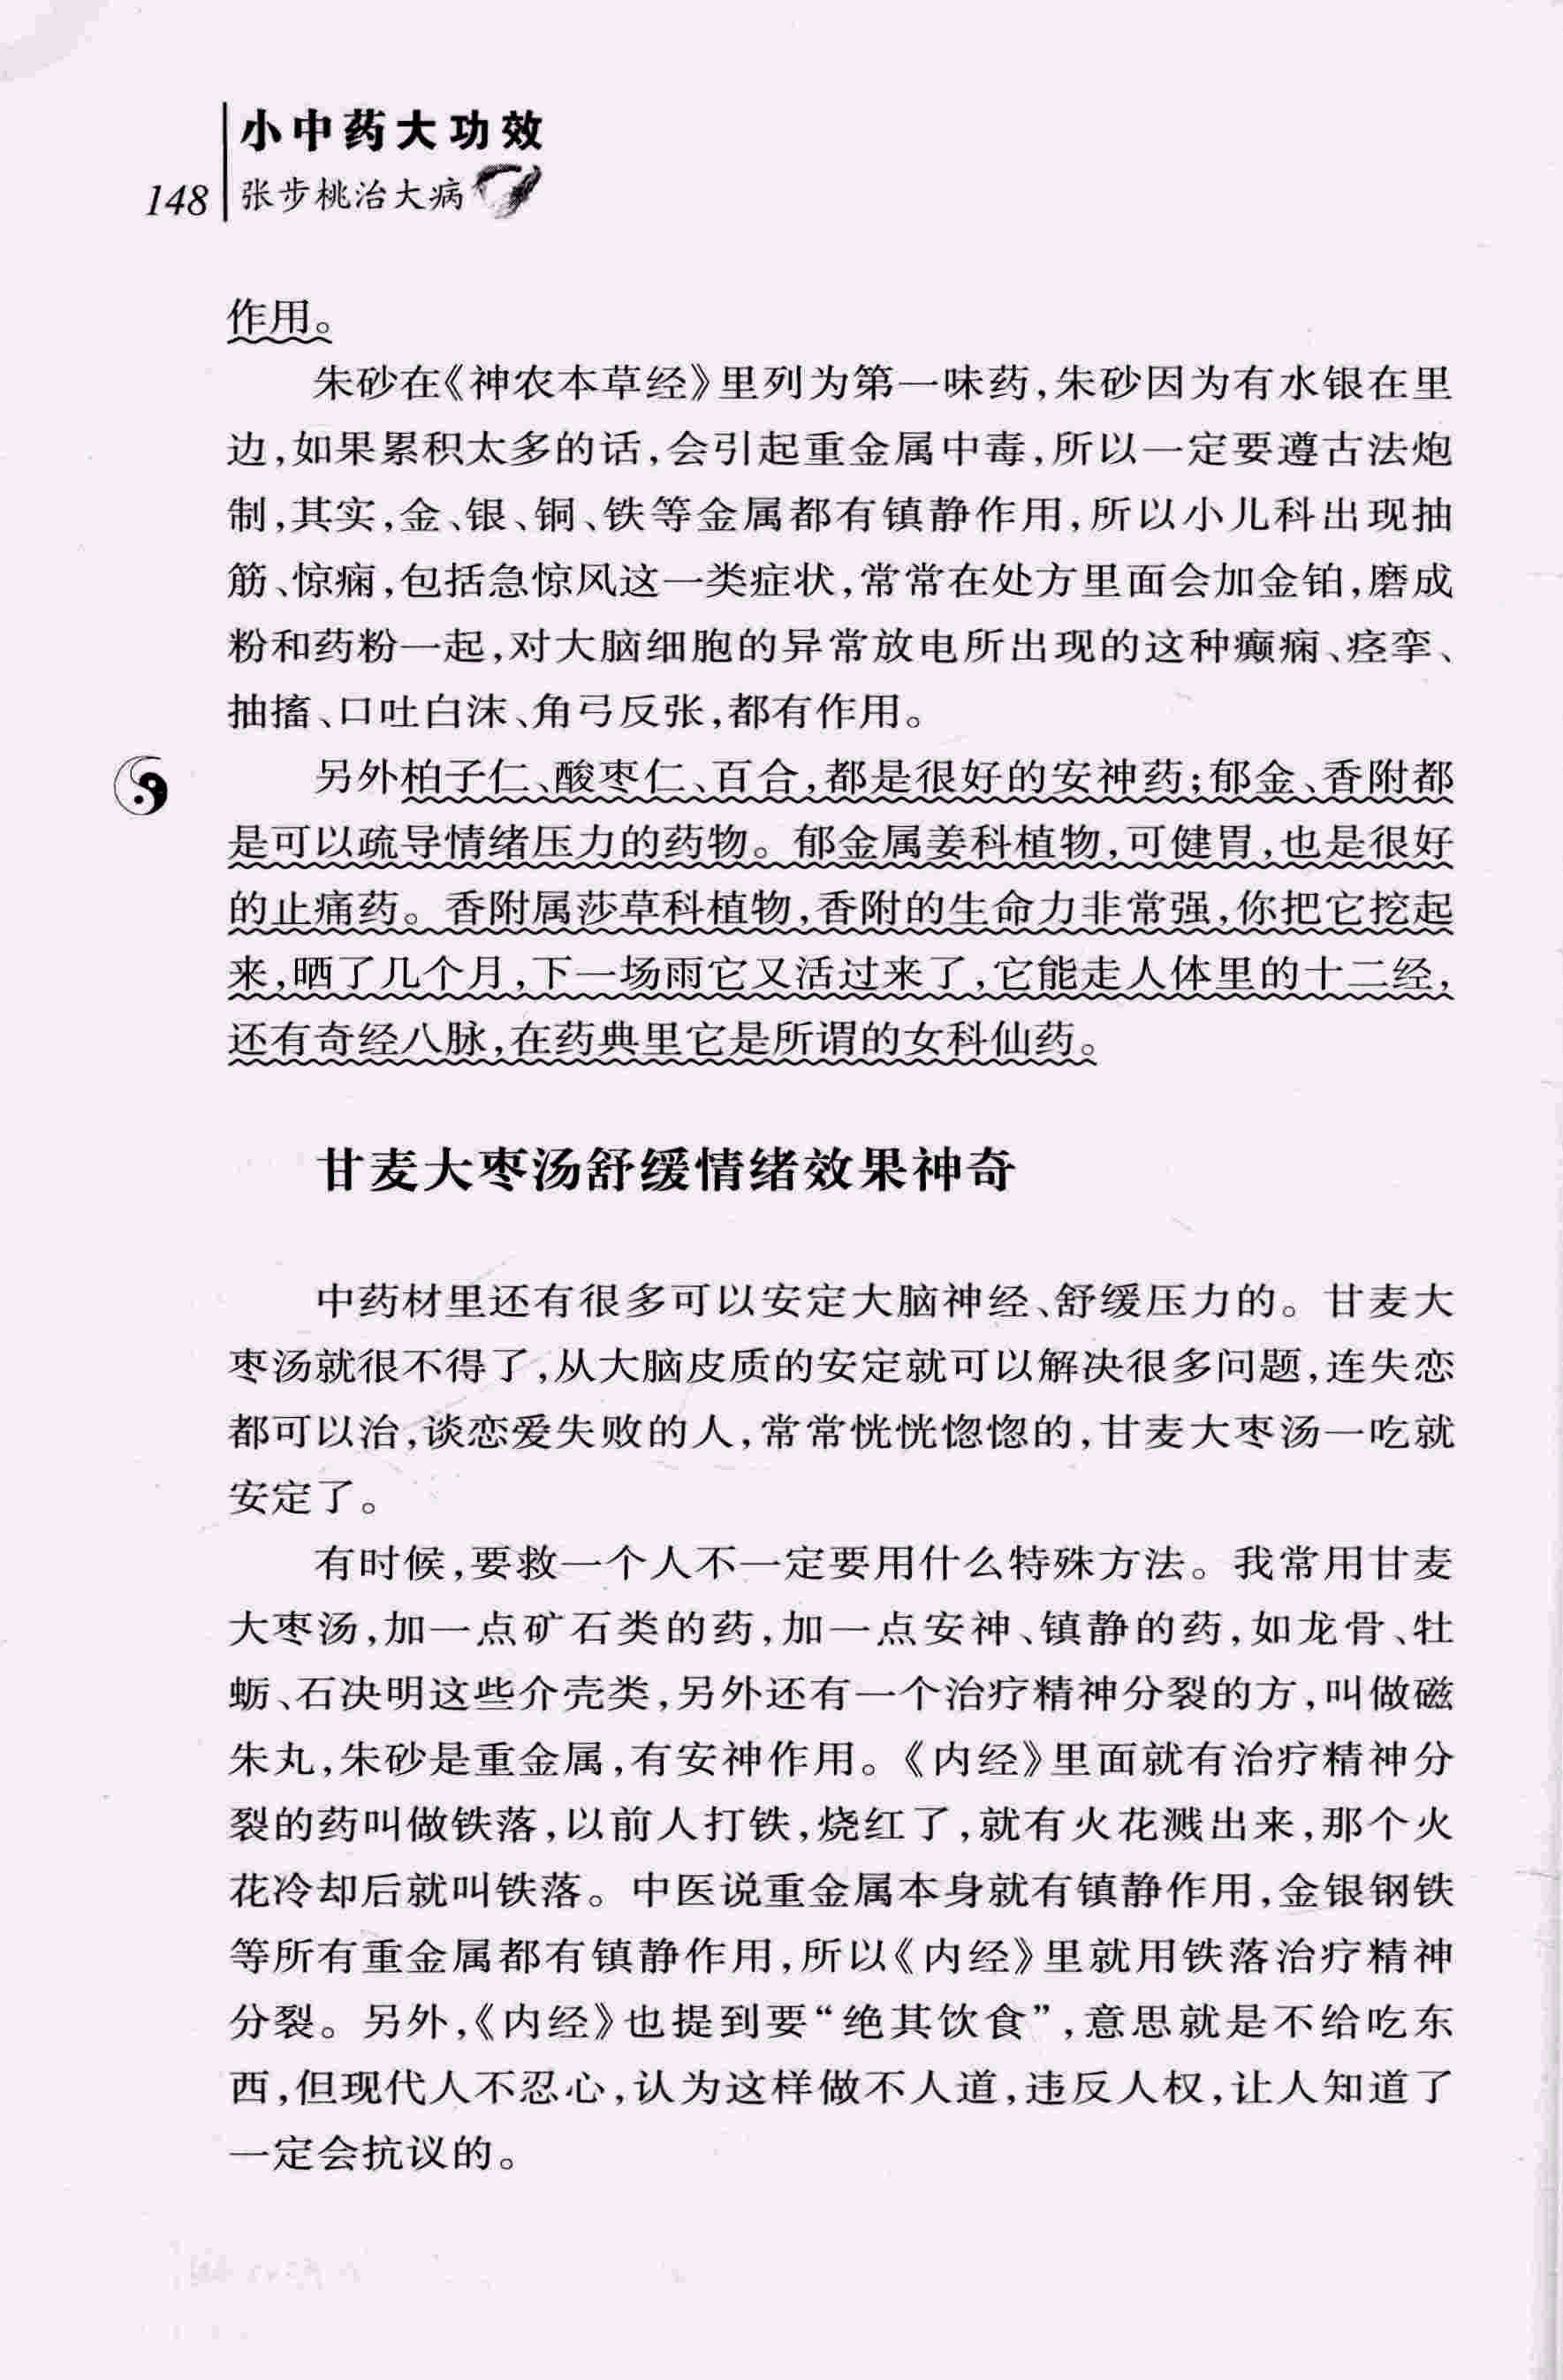 小中药大功效
148 张步桃治大病
作用。
朱砂在《神农本草经》里列为第一味药,朱砂因为有水银在里
边,如果累积太多的话,会引起重金属中毒,所以一定要遵古法炮
制,其实,金、银、铜、铁等金属都有镇静作用,所以小儿科出现抽
筋、惊痫,包括急惊风这一类症状,常常在处方里面会加金铂,磨成
粉和药粉一起,对大脑细胞的异常放电所出现的这种癫痫、痉挛、
抽搐、口吐白沫、角弓反张,都有作用。
另外柏子仁、酸枣仁、百合,都是很好的安神药;郁金、香附都
是可以疏导情绪压力的药物。郁金属姜科植物,可健胃,也是很好
的止痛药。香附属莎草科植物,香附的生命力非常强,你把它挖起
来,晒了几个月,下一场雨它又活过来了,它能走人体里的十二经,
还有奇经八脉,在药典里它是所谓的女科仙药。
甘麦大枣汤舒缓情绪效果神奇
中药材里还有很多可以安定大脑神经、舒缓压力的。甘麦大
枣汤就很不得了,从大脑皮质的安定就可以解决很多问题,连失恋
都可以治,谈恋爱失败的人,常常恍恍惚惚的,甘麦大枣汤一吃就
安定了。
有时候,要救一个人不一定要用什么特殊方法。我常用甘麦
大枣汤,加一点矿石类的药,加一点安神、镇静的药,如龙骨、牡
蛎、石决明这些介壳类,另外还有一个治疗精神分裂的方,叫做磁
朱丸,朱砂是重金属,有安神作用。《内经》里面就有治疗精神分
裂的药叫做铁落,以前人打铁,烧红了,就有火花溅出来,那个火
花冷却后就叫铁落。中医说重金属本身就有镇静作用,金银钢铁
等所有重金属都有镇静作用,所以《内经》里就用铁落治疗精神
分裂。另外,《内经》也提到要“绝其饮食”,意思就是不给吃东
西,但现代人不忍心,认为这样做不人道,违反人权,让人知道了
一定会抗议的。